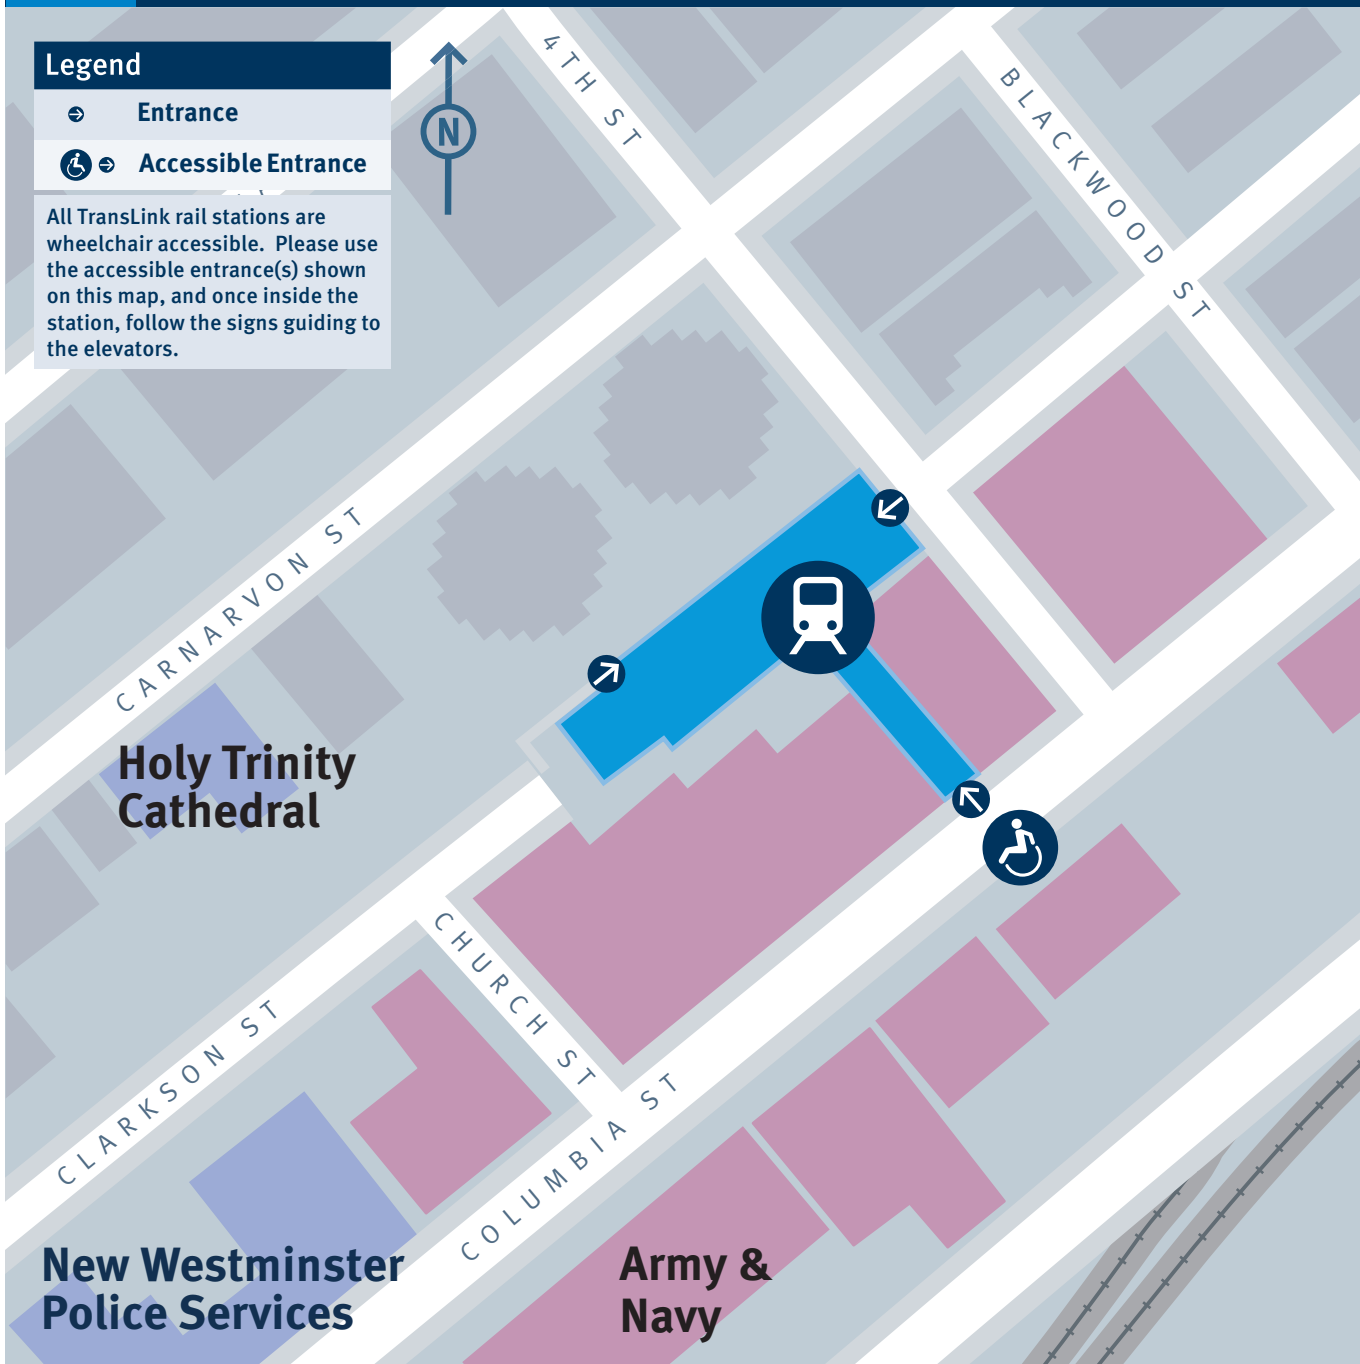 Legend
Entrance
Accessible Entrance
All TransLink rail stations are
wheelchair accessible. Please use
the accessible entrance(s) shown
on this map, and once inside the
station, follow the signs guiding to
the elevators.
N
4TH ST
BLACKWOOD ST
CARNARVON ST
Holy Trinity
Cathedral
CHURCH ST
CLARKSON ST
COLUMBIA ST
New Westminster
Police Services
Army &
Navy